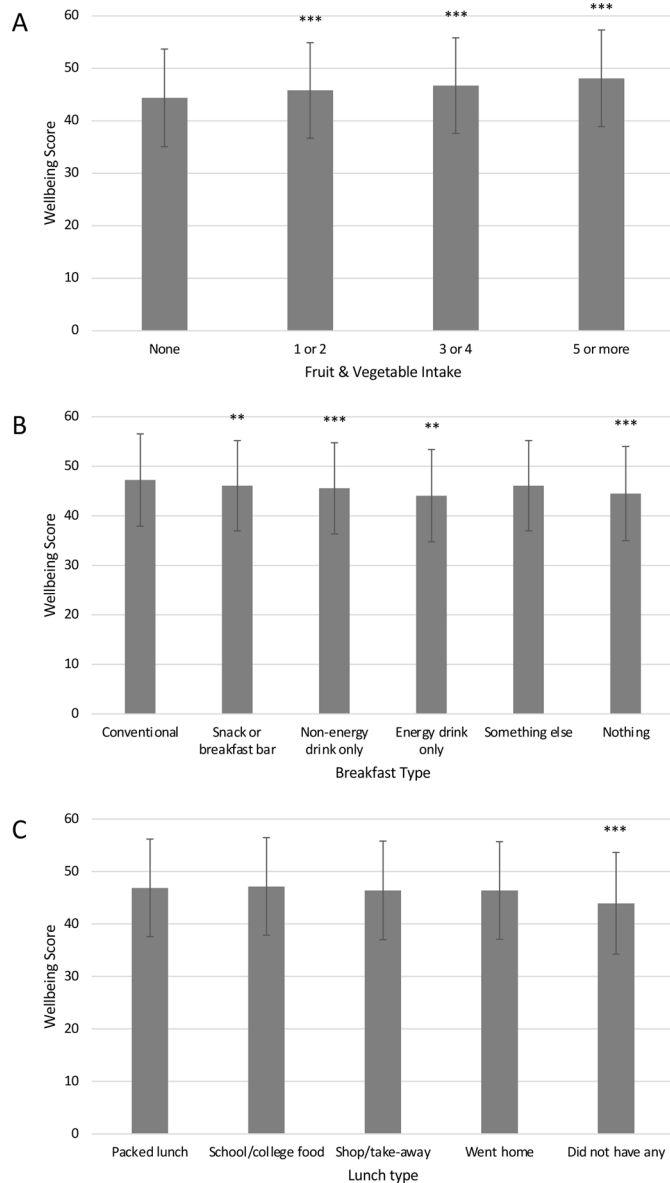 A
60
50
40
30
20
10
0
Wellbeing Score
***
***
***
None
1 or 2
3 or 4
5 or more
Fruit & Vegetable Intake
B
60
50
40
30
20
10
0
Wellbeing Score
**
***
**
***
Conventional
Snack or
breakfast bar
Non-energy
drink only
Energy drink
only
Something else
Nothing
Breakfast Type
C
60
50
40
30
20
10
0
Wellbeing Score
***
Packed lunch
School/college food
Shop/take-away
Went home
Did not have any
Lunch type